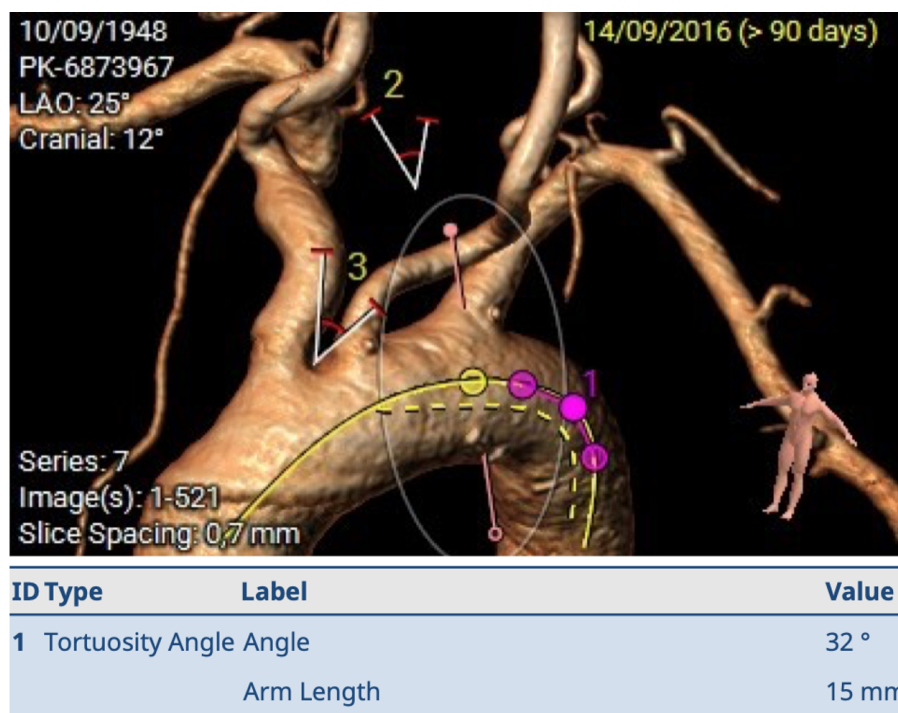 10/09/1948
14/09/2016 (> 90 days)
PK-6873967
LAO: 25°
Cranial: 12°
2
3
1
Series: 7
Image(s): 1-521
Slice Spacing: 0,7 mm
ID Type Label Value
1 Tortuosity Angle Angle 32 °
Arm Length 15 mm